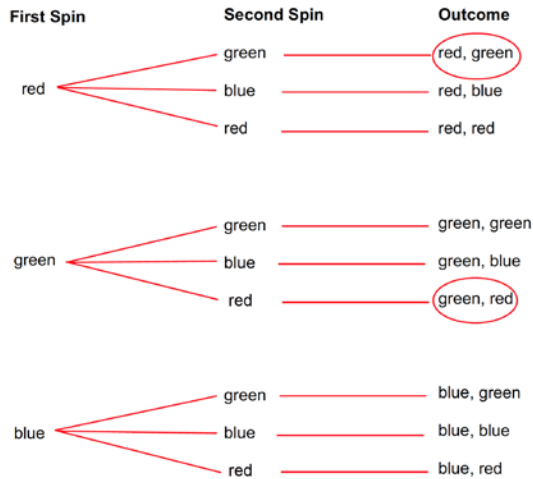 First Spin Second Spin Outcome
green red, green
red blue red, blue
red red, red
green green, green
green blue green, blue
red green, red
green blue, green
blue blue blue, blue
red blue, red